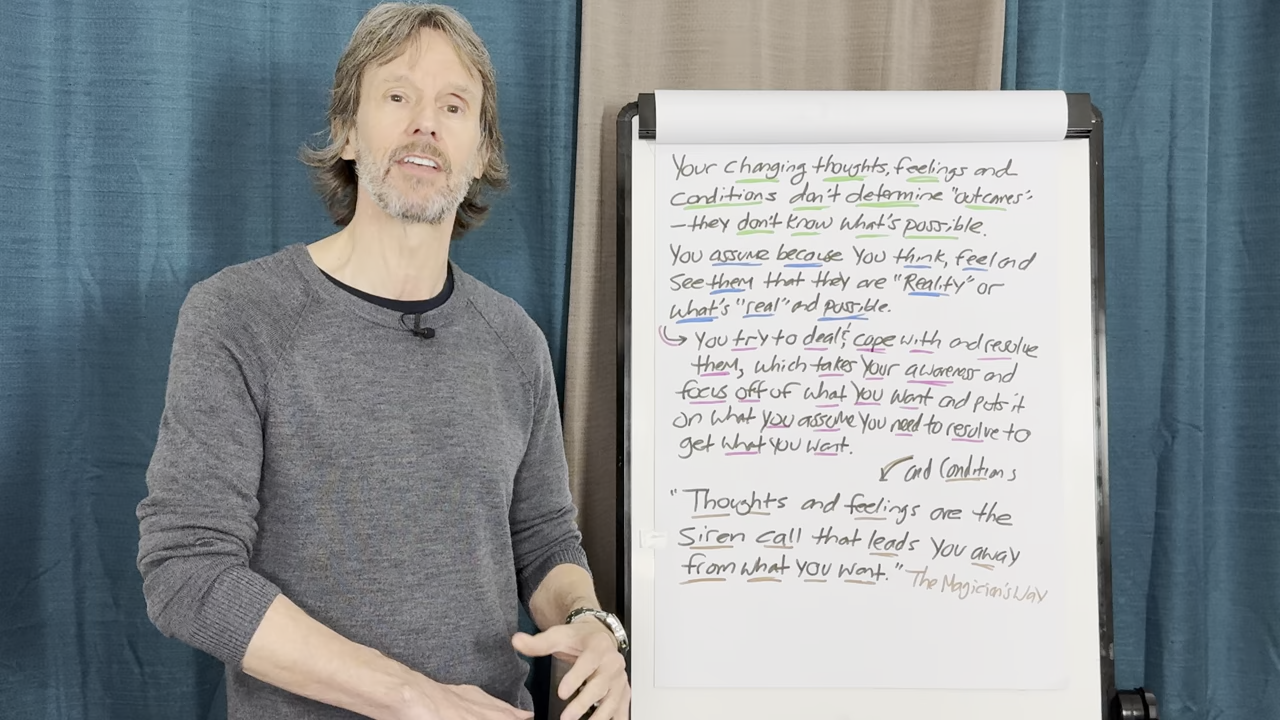 Your changing thoughts, feelings and
conditions don't determine "outcomes"
—they don't know what's possible.
You assume because you think, feel and
see them that they are "Reality" or
what's "real" and possible.
You try to deal & cope with and resolve
them, which takes your awareness and
focus off of what you want and puts it
on what you assume you need to resolve to
get what you want.
and conditions
"Thoughts and feelings are the
Siren call that leads you away
from what you want." The Magician's Way